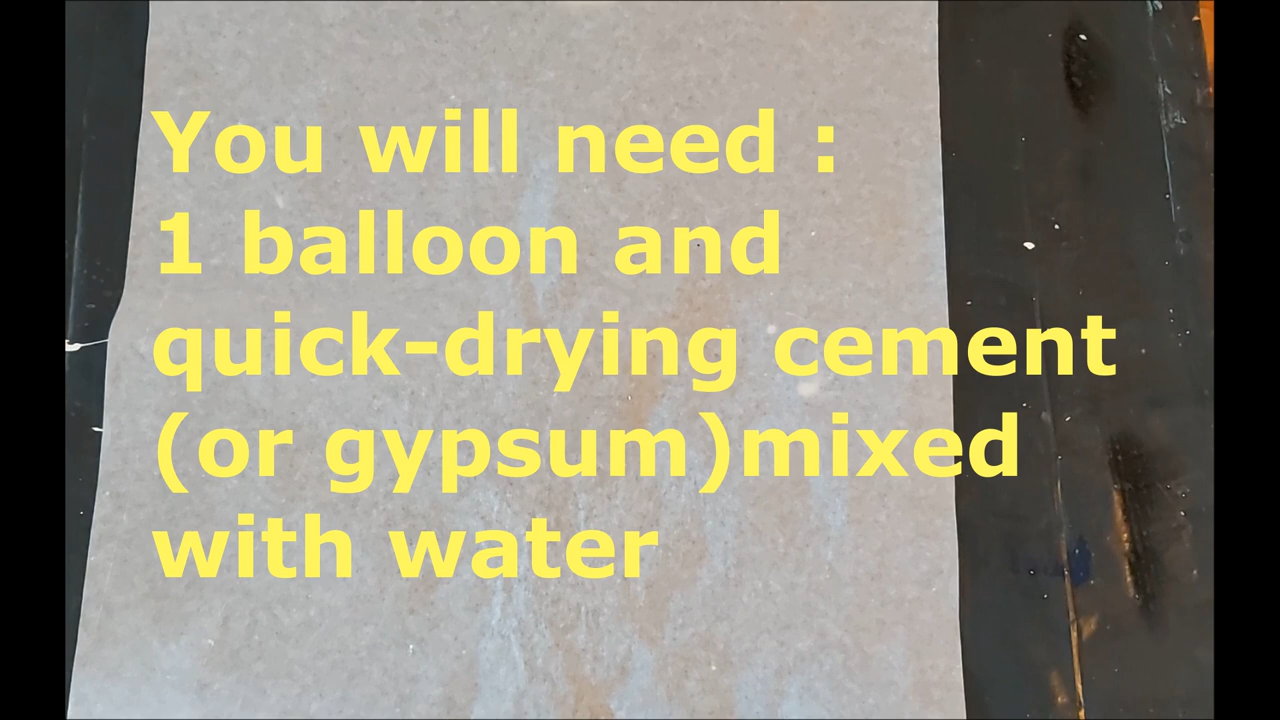 You will need :
1 balloon and
quick-drying cement
(or gypsum)mixed
with water